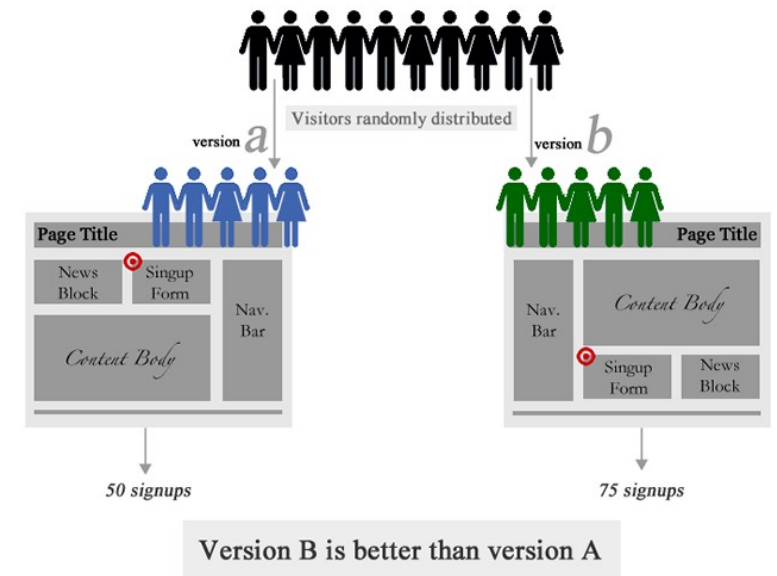 Visitors randomly distributed
version a
version b
Page Title
News
Block
Singup
Form
Nav.
Bar
Content Body
Page Title
Nav.
Bar
Content Body
Singup
Form
News
Block
50 signups
75 signups
Version B is better than version A